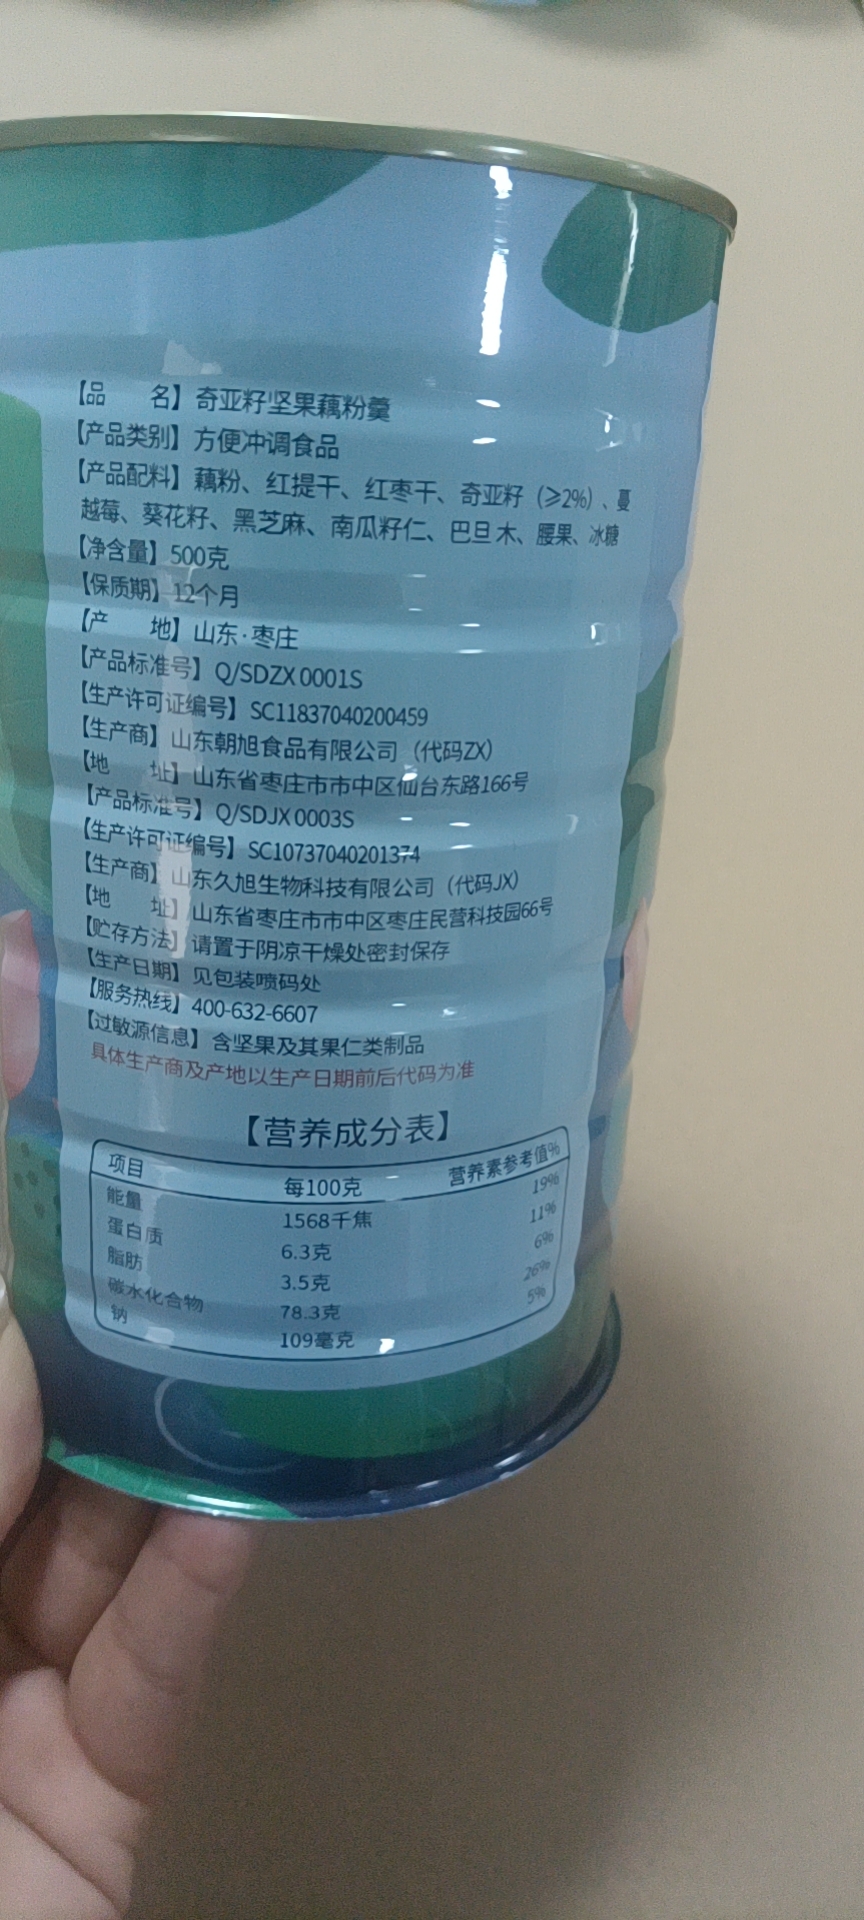 【品　　名】奇亚籽坚果藕粉羹
【产品类别】方便冲调食品
【产品配料】藕粉、红提干、红枣干、奇亚籽（≥2%）、蔓
越莓、葵花籽、黑芝麻、南瓜籽仁、巴旦木、腰果、冰糖
【净含量】500克
【保质期】12个月
【产　　地】山东·枣庄
【产品标准号】Q/SDZX 0001S
【生产许可证编号】SC11837040200459
【生产商】山东朝旭食品有限公司（代码ZX）
【地　　址】山东省枣庄市市中区仙台东路166号
【产品标准号】Q/SDJX 0003S
【生产许可证编号】SC10737040201374
【生产商】山东久旭生物科技有限公司（代码JX）
【地　　址】山东省枣庄市市中区枣庄民营科技园66号
【贮存方法】请置于阴凉干燥处密封保存
【生产日期】见包装喷码处
【服务热线】400-632-6607
【过敏源信息】含坚果及其果仁类制品
具体生产商及产地以生产日期前后代码为准
【营养成分表】
项目 每100克 营养素参考值%
能量 1568千焦 19%
蛋白质 6.3克 11%
脂肪 3.5克 6%
碳水化合物 78.3克 26%
钠 109毫克 5%